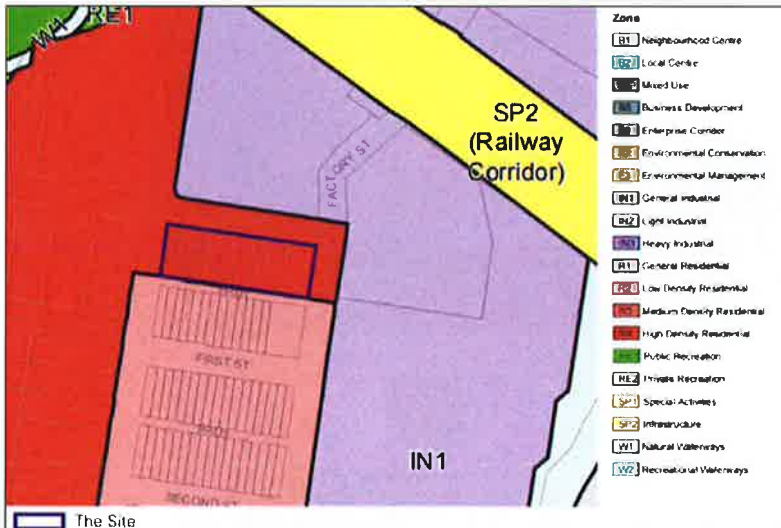 RE1
W1
SP2
(Railway
Corridor)
FACTORY ST
FIRST ST
SECOND ST
IN1
Zone
B1 Neighbourhood Centre
B2 Local Centre
Mixed Use
Business Development
Enterprise Corridor
Environmental Conservation
Environmental Management
IN1 General Industrial
IN2 Light Industrial
IN3 Heavy Industrial
R1 General Residential
Low Density Residential
Medium Density Residential
High Density Residential
Public Recreation
RE2 Private Recreation
SP1 Special Activities
SP2 Infrastructure
W1 Natural Waterways
W2 Recreational Waterways
The Site